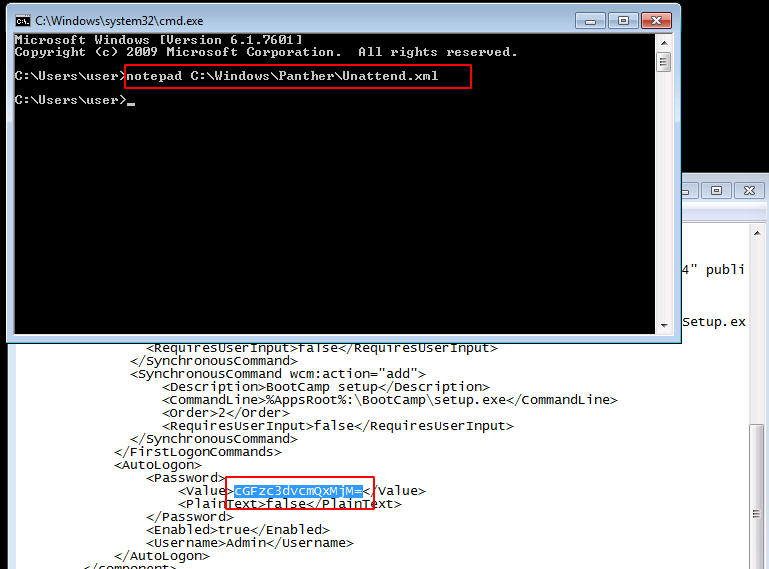 C:\Windows\system32\cmd.exe
Microsoft Windows [Version 6.1.7601]
Copyright (c) 2009 Microsoft Corporation.  All rights reserved.
C:\Users\user>notepad C:\Windows\Panther\Unattend.xml
C:\Users\user>_
4" publi
Setup.ex
<RequiresUserInput>false</RequiresUserInput>
</SynchronousCommand>
<SynchronousCommand wcm:action="add">
<Description>BootCamp setup</Description>
<CommandLine>%AppsRoot%:\BootCamp\setup.exe</CommandLine>
<Order>2</Order>
<RequiresUserInput>false</RequiresUserInput>
</SynchronousCommand>
</FirstLogonCommands>
<AutoLogon>
<Password>
<Value>cGFzc3dvcmQxMjM=</Value>
<PlainText>false</PlainText>
</Password>
<Enabled>true</Enabled>
<Username>Admin</Username>
</AutoLogon>
</component>